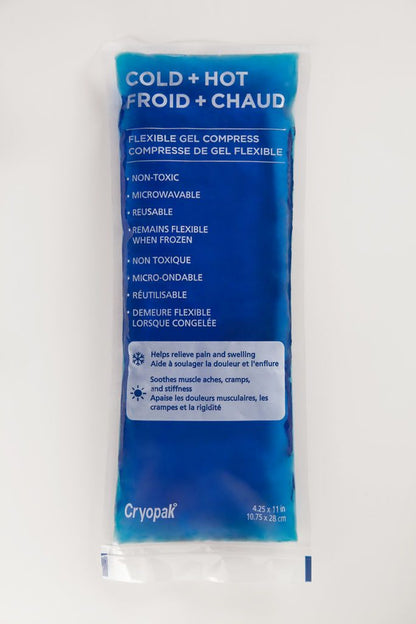 COLD + HOT
FROID + CHAUD
FLEXIBLE GEL COMPRESS
COMPRESSE DE GEL FLEXIBLE
• NON-TOXIC
• MICROWAVABLE
• REUSABLE
• REMAINS FLEXIBLE
WHEN FROZEN
• NON TOXIQUE
• MICRO-ONDABLE
• RÉUTILISABLE
• DEMEURE FLEXIBLE
LORSQUE CONGELÉE
Helps relieve pain and swelling
Aide à soulager la douleur et l'enflure
Soothes muscle aches, cramps,
and stiffness
Apaise les douleurs musculaires, les
crampes et la rigidité
Cryopak
4.25 x 11 in
10.75 x 28 cm